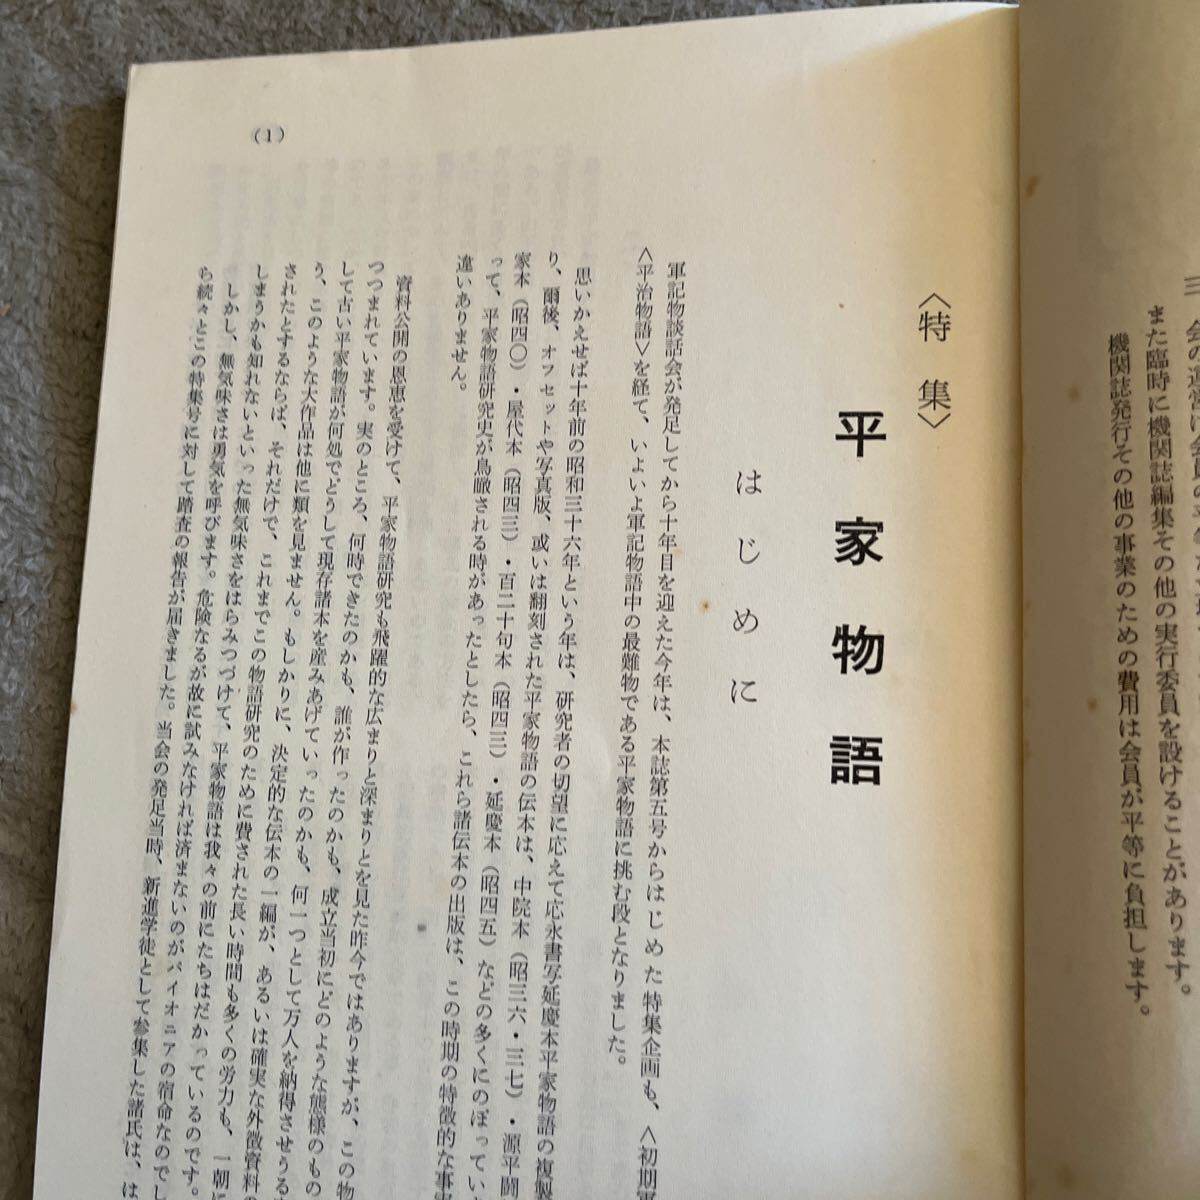 三 会の運営は会員の
また臨時に機関誌編集その他の実行委員を設けることがあります。
機関誌発行その他の事業のための費用は会員が平等に負担します。
〈特 集〉
平家物語
はじめに
軍記物談話会が発足してから十年目を迎えた今年は、本誌第五号からはじめた特集企画も、〈初期軍
〈平治物語〉を経て、いよいよ軍記物語中の最難物である平家物語に挑む段となりました。
思いかえせば十年前の昭和三十六年という年は、研究者の切望に応えて応永書写延慶本平家物語の複製
り、爾後、オフセットや写真版、或いは翻刻された平家物語の伝本は、中院本（昭三六・三七）・源平闘
家本（昭四〇）・屋代本（昭四三）・百二十句本（昭四三）・延慶本（昭四五）などの多くにのぼってい
って、平家物語研究史が鳥瞰される時があったとしたら、これら諸伝本の出版は、この時期の特徴的な事実
違いありません。
資料公開の恩恵を受けて、平家物語研究も飛躍的な広まりと深まりとを見た昨今ではありますが、この物
つつまれています。実のところ、何時できたのかも、誰が作ったのかも、成立当初にどのような態様のもの
して古い平家物語が何処でどうして現存諸本を産みあげていったのかも、何一つとして万人を納得させうる
う、このような大作品は他に類を見ません。もしかりに、決定的な伝本の一編が、あるいは確実な外徴資料の
されたとするならば、それだけで、これまでこの物語研究のために費された長い時間も多くの労力も、一朝に
しまうかも知れないといった無気味さをはらみつづけて、平家物語は我々の前にたちはだかっているのです。
しかし、無気味さは勇気を呼びます。危険なるが故に試みなければ済まないのがパイオニアの宿命なのでし
ら続々とこの特集号に対して踏査の報告が届きました。当会の発足当時、新進学徒として参集した諸氏は、は
(1)